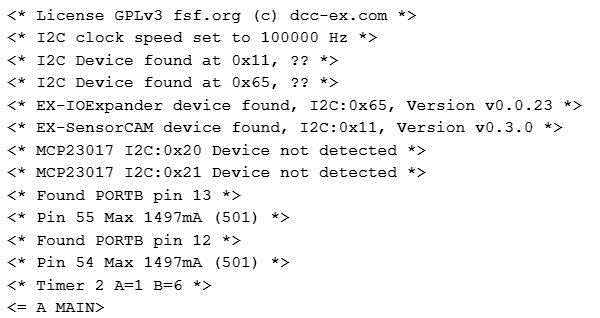 <* License GPLv3 fsf.org (c) dcc-ex.com *>
<* I2C clock speed set to 100000 Hz *>
<* I2C Device found at 0x11, ?? *>
<* I2C Device found at 0x65, ?? *>
<* EX-IOExpander device found, I2C:0x65, Version v0.0.23 *>
<* EX-SensorCAM device found, I2C:0x11, Version v0.3.0 *>
<* MCP23017 I2C:0x20 Device not detected *>
<* MCP23017 I2C:0x21 Device not detected *>
<* Found PORTB pin 13 *>
<* Pin 55 Max 1497mA (501) *>
<* Found PORTB pin 12 *>
<* Pin 54 Max 1497mA (501) *>
<* Timer 2 A=1 B=6 *>
<= A MAIN>